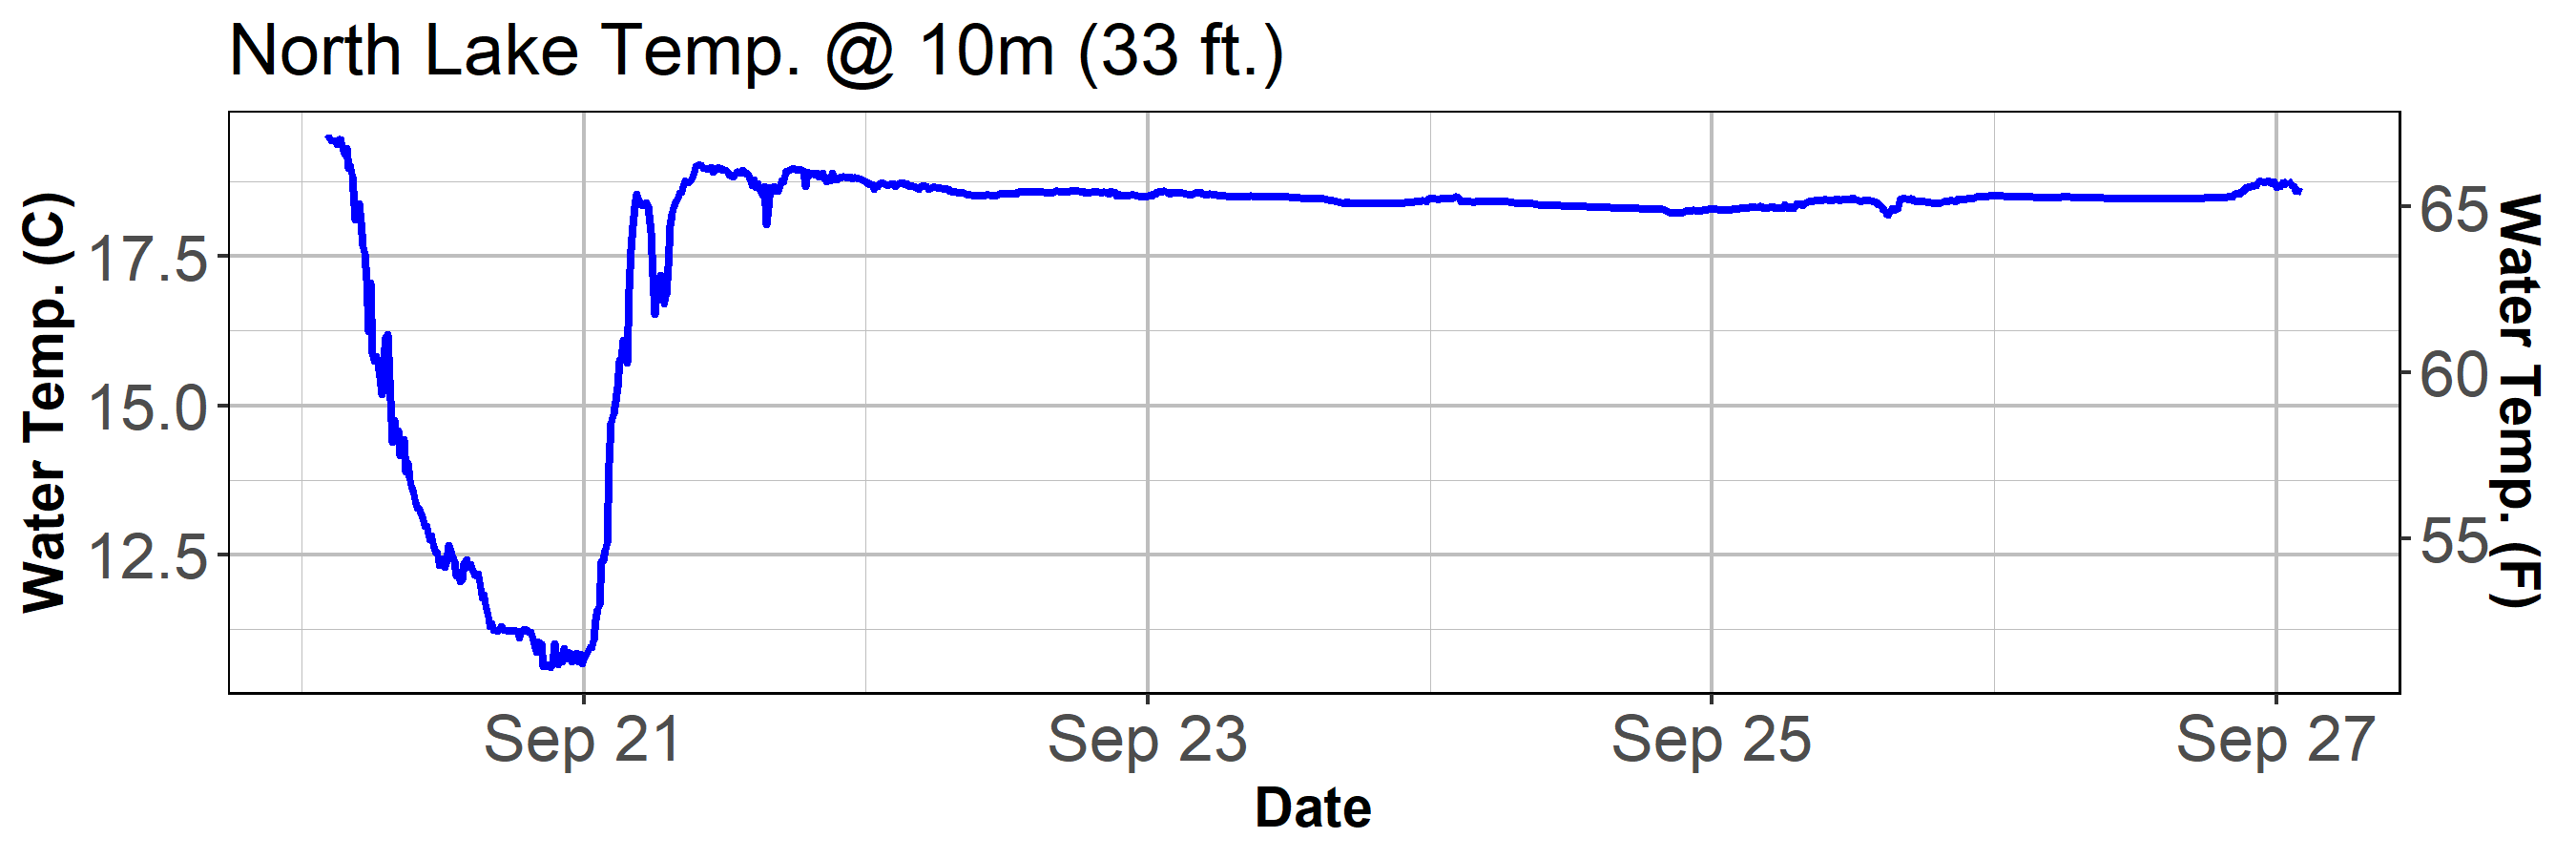 North Lake Temp. @ 10m (33 ft.)
Water Temp. (C)
17.5
15.0
12.5
65
60
55
Water Temp. (F)
Sep 21
Sep 23
Sep 25
Sep 27
Date